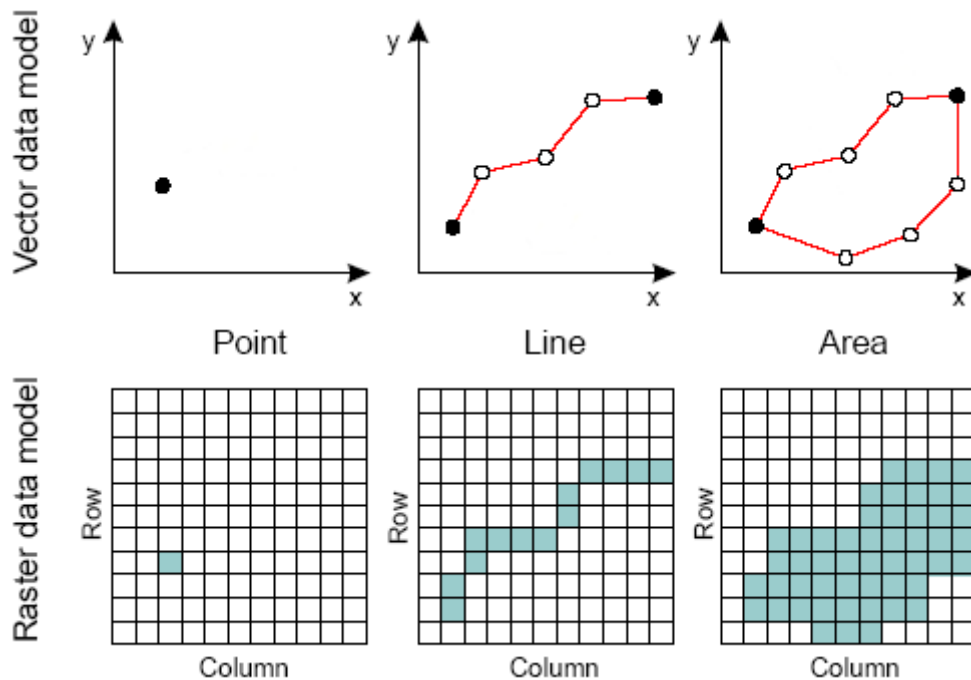 Vector data model
y
x
y
x
y
x
Point
Line
Area
Raster data model
Row
Column
Row
Column
Row
Column